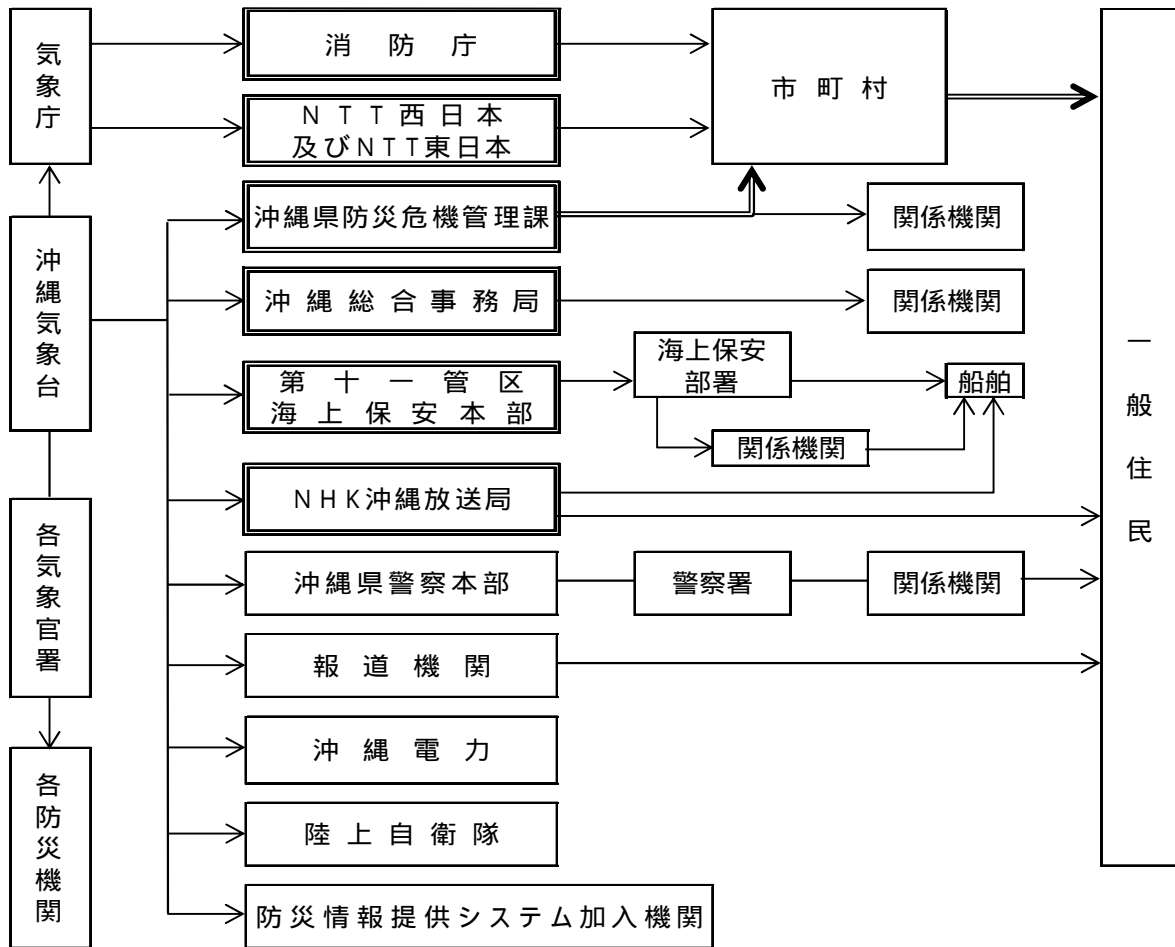 気象庁
消防庁
市町村
NTT西日本
及びNTT東日本
沖縄気象台
沖縄県防災危機管理課
関係機関
沖縄総合事務局
関係機関
第十一管区
海上保安本部
海上保安
部署
船舶
関係機関
NHK沖縄放送局
各気象官署
沖縄県警察本部
警察署
関係機関
報道機関
沖縄電力
各防災機関
陸上自衛隊
防災情報提供システム加入機関
一般住民